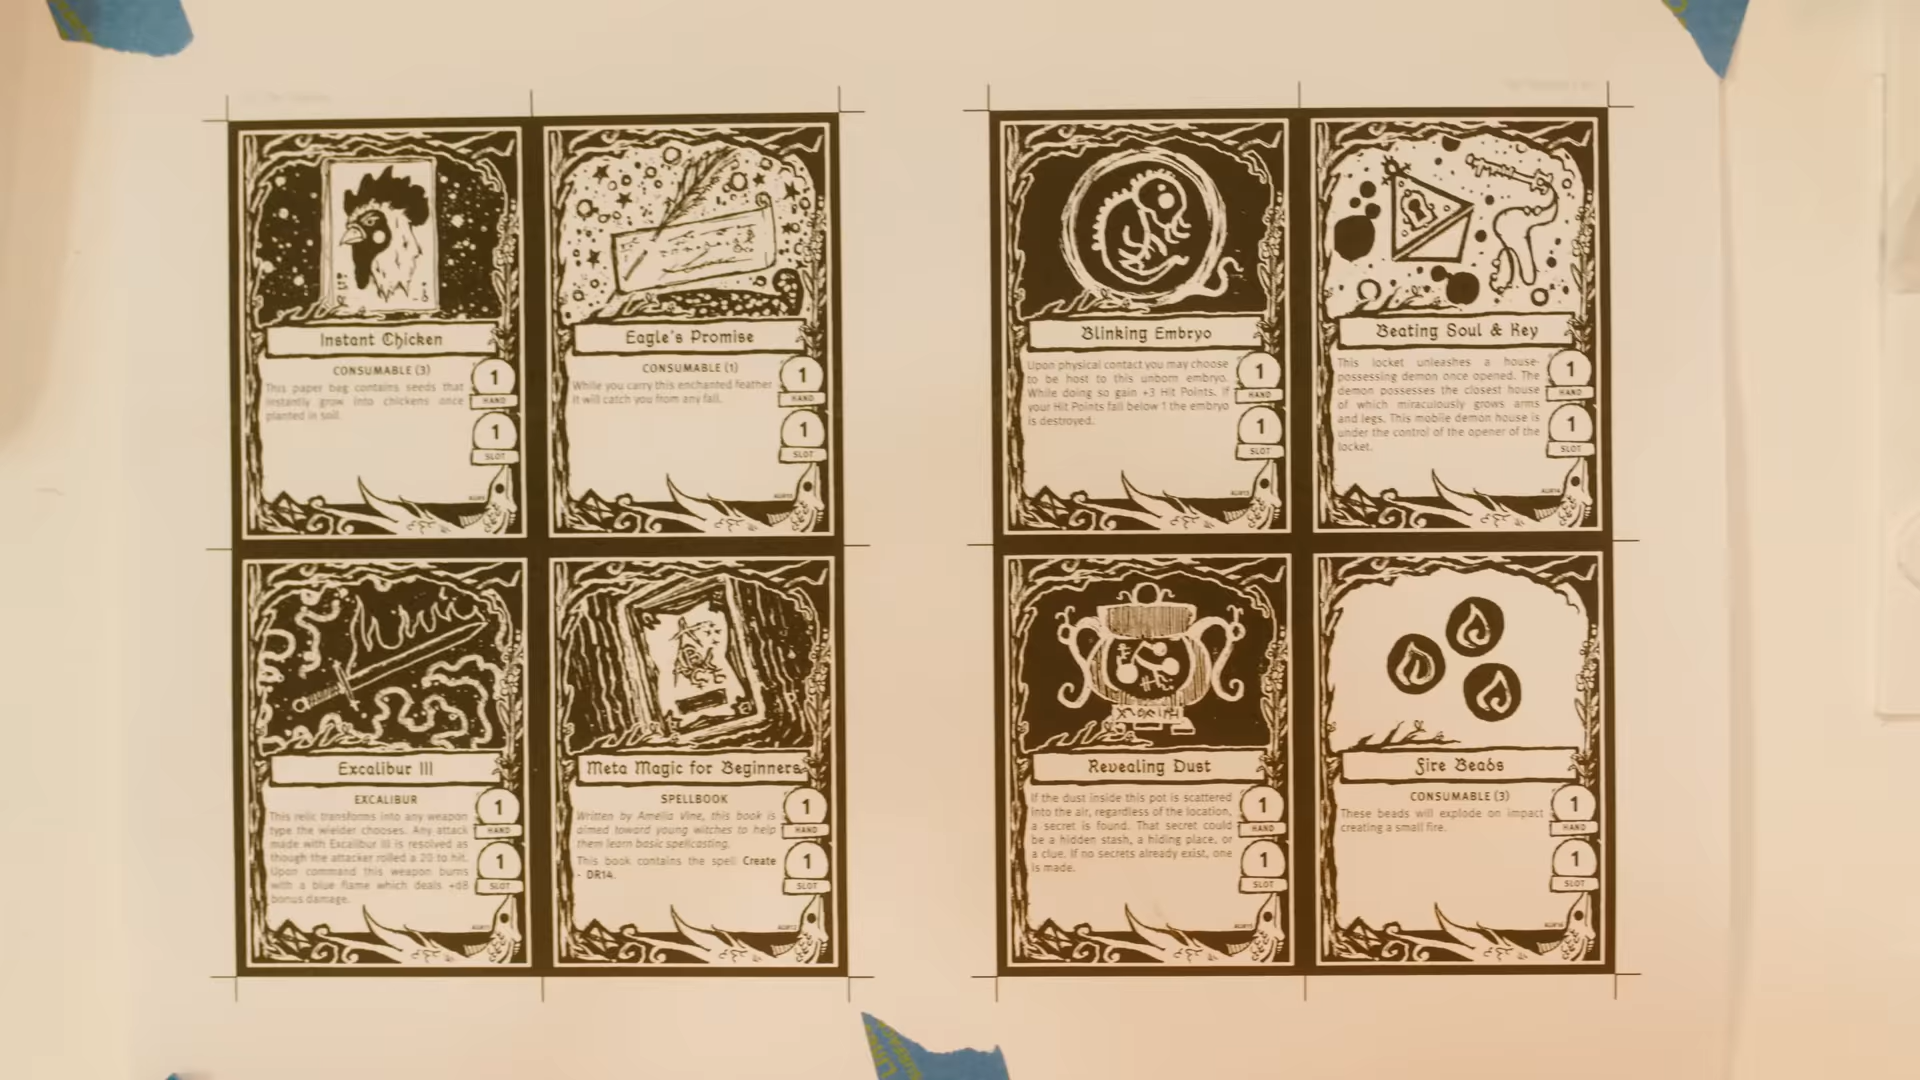 Instant Chicken
CONSUMABLE (3)
This paper bag contains seeds that
instantly grow into chickens once
planted in soil.
1
HAND
1
SLOT
Eagle's Promise
CONSUMABLE (1)
While you carry this enchanted feather
it will catch you from any fall.
1
HAND
1
SLOT
Excalibur III
EXCALIBUR
This relic transforms into any weapon
type the wielder chooses. Any attack
made with Excalibur III is resolved as
though the attacker rolled a 20 to hit.
Upon command this weapon burns
with a blue flame which deals +d8
bonus damage.
1
HAND
1
SLOT
Meta Magic for Beginners
SPELLBOOK
Written by Amelia Vine, this book is
aimed toward young witches to help
them learn basic spellcasting.
This book contains the spell Create
- DR14.
1
HAND
1
SLOT
Blinking Embryo
Upon physical contact you may choose
to be host to this unborn embryo.
While doing so gain +3 Hit Points. If
your Hit Points fall below 1 the embryo
is destroyed.
1
HAND
1
SLOT
Beating Soul & Key
This locket unleashes a house-
possessing demon once opened. The
demon possesses the closest house
of which miraculously grows arms
and legs. This mobile demon house is
under the control of the opener of the
locket.
1
HAND
1
SLOT
Revealing Dust
If the dust inside this pot is scattered
into the air, regardless of the location,
a secret is found. That secret could
be a hidden stash, a hiding place, or
a clue. If no secrets already exist, one
is made.
1
HAND
1
SLOT
Fire Beads
CONSUMABLE (3)
These beads will explode on impact
creating a small fire.
1
HAND
1
SLOT